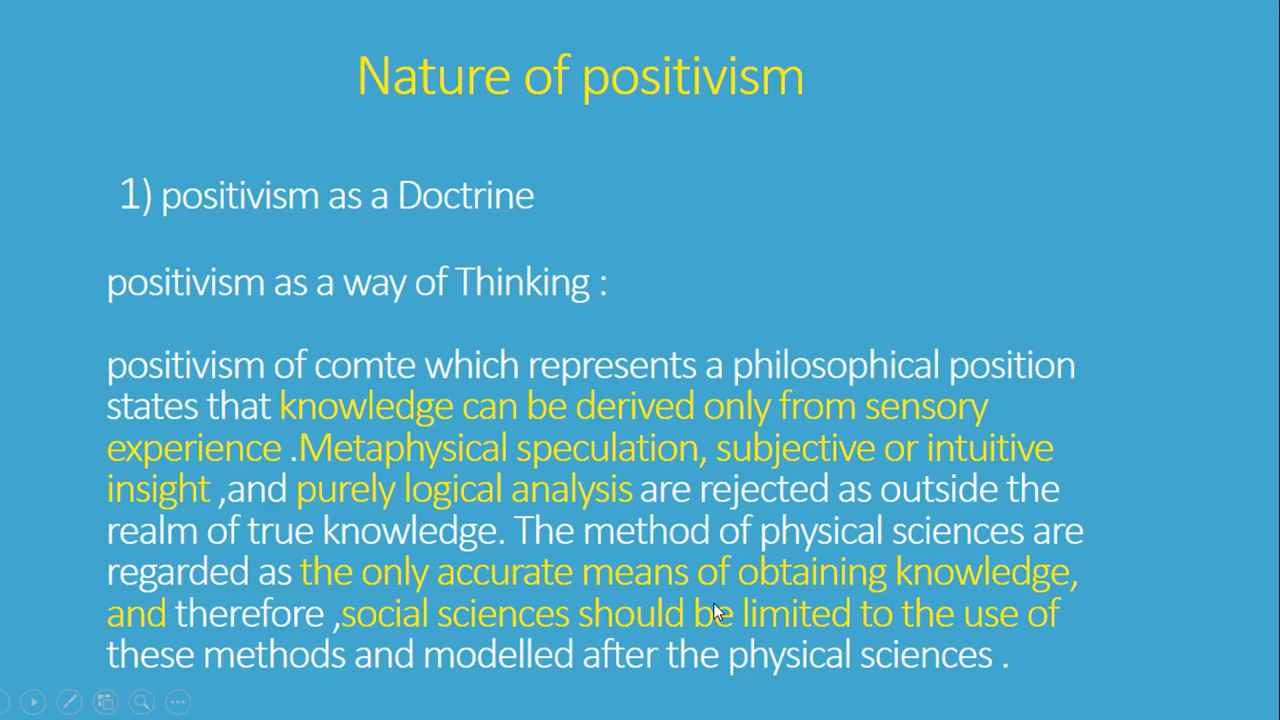 Nature of positivism
1) positivism as a Doctrine
positivism as a way of Thinking :
positivism of comte which represents a philosophical position
states that knowledge can be derived only from sensory
experience .Metaphysical speculation, subjective or intuitive
insight ,and purely logical analysis are rejected as outside the
realm of true knowledge. The method of physical sciences are
regarded as the only accurate means of obtaining knowledge,
and therefore ,social sciences should be limited to the use of
these methods and modelled after the physical sciences .